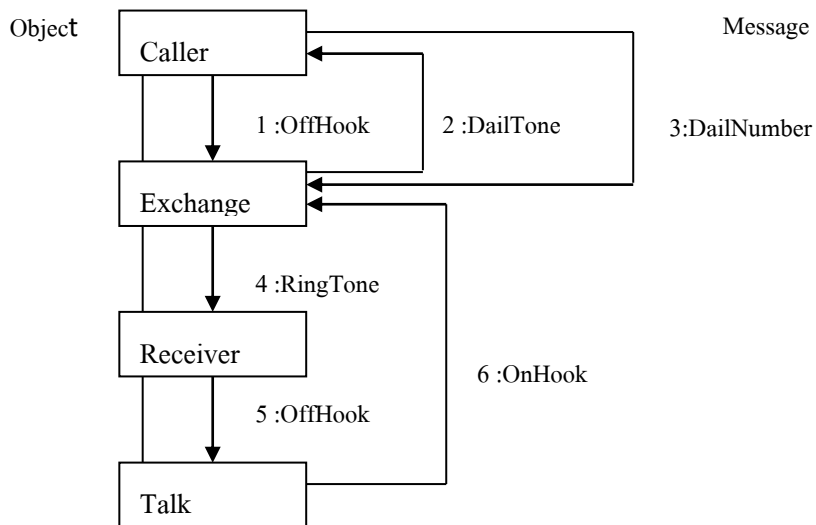 Object
Message
Caller
1 :OffHook
2 :DailTone
3:DailNumber
Exchange
4 :RingTone
Receiver
6 :OnHook
5 :OffHook
Talk